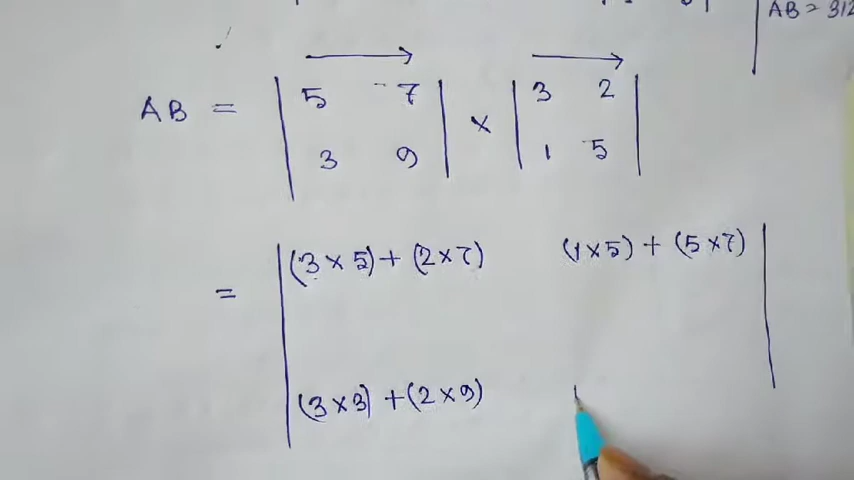 AB = 312
AB = | 5 7 | × | 3 2 |
| 3 9 | | 1 5 |
= | (3 × 5) + (2 × 7) (1 × 5) + (5 × 7) |
| (3 × 3) + (2 × 9)